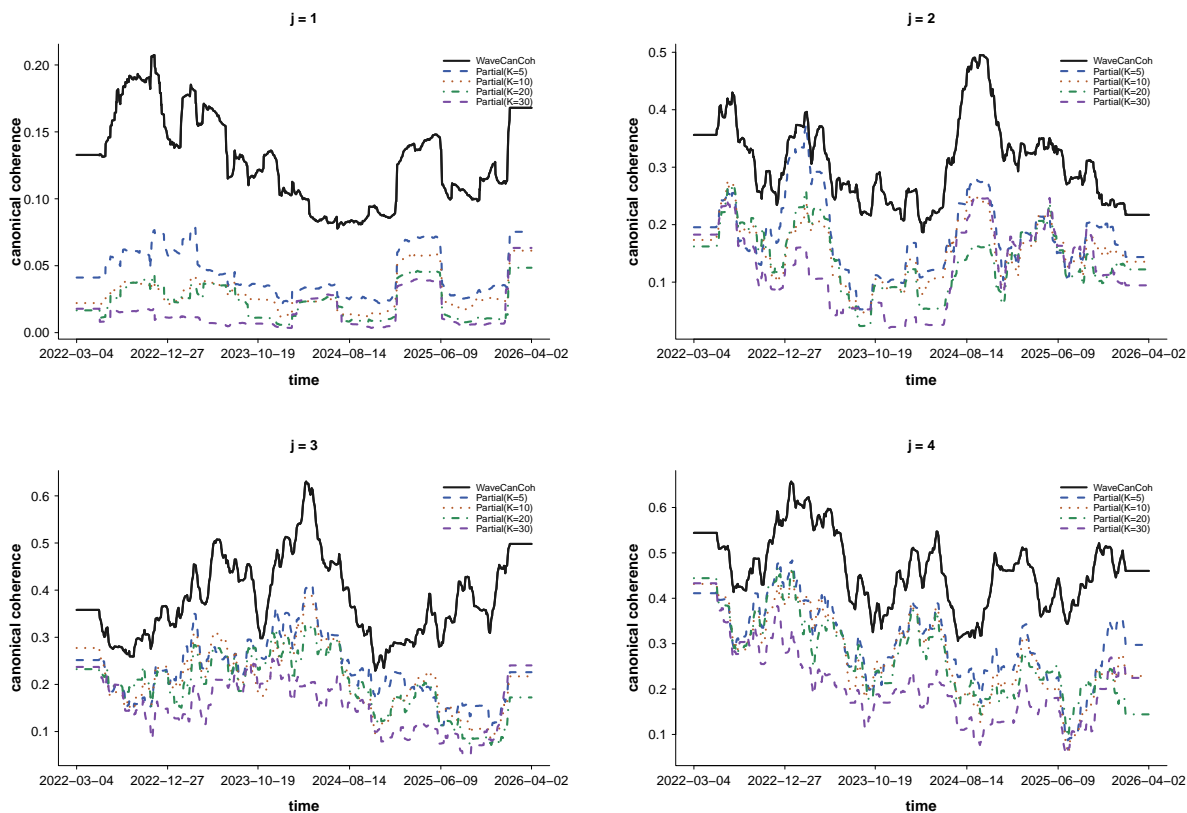 j = 1
canonical coherence
0.20
0.15
0.10
0.05
0.00
WaveCanCoh
Partial(K=5)
Partial(K=10)
Partial(K=20)
Partial(K=30)
2022−03−04 2022−12−27 2023−10−19 2024−08−14 2025−06−09 2026−04−02
time
j = 2
canonical coherence
0.5
0.4
0.3
0.2
0.1
WaveCanCoh
Partial(K=5)
Partial(K=10)
Partial(K=20)
Partial(K=30)
2022−03−04 2022−12−27 2023−10−19 2024−08−14 2025−06−09 2026−04−02
time
j = 3
canonical coherence
0.6
0.5
0.4
0.3
0.2
0.1
WaveCanCoh
Partial(K=5)
Partial(K=10)
Partial(K=20)
Partial(K=30)
2022−03−04 2022−12−27 2023−10−19 2024−08−14 2025−06−09 2026−04−02
time
j = 4
canonical coherence
0.6
0.5
0.4
0.3
0.2
0.1
WaveCanCoh
Partial(K=5)
Partial(K=10)
Partial(K=20)
Partial(K=30)
2022−03−04 2022−12−27 2023−10−19 2024−08−14 2025−06−09 2026−04−02
time